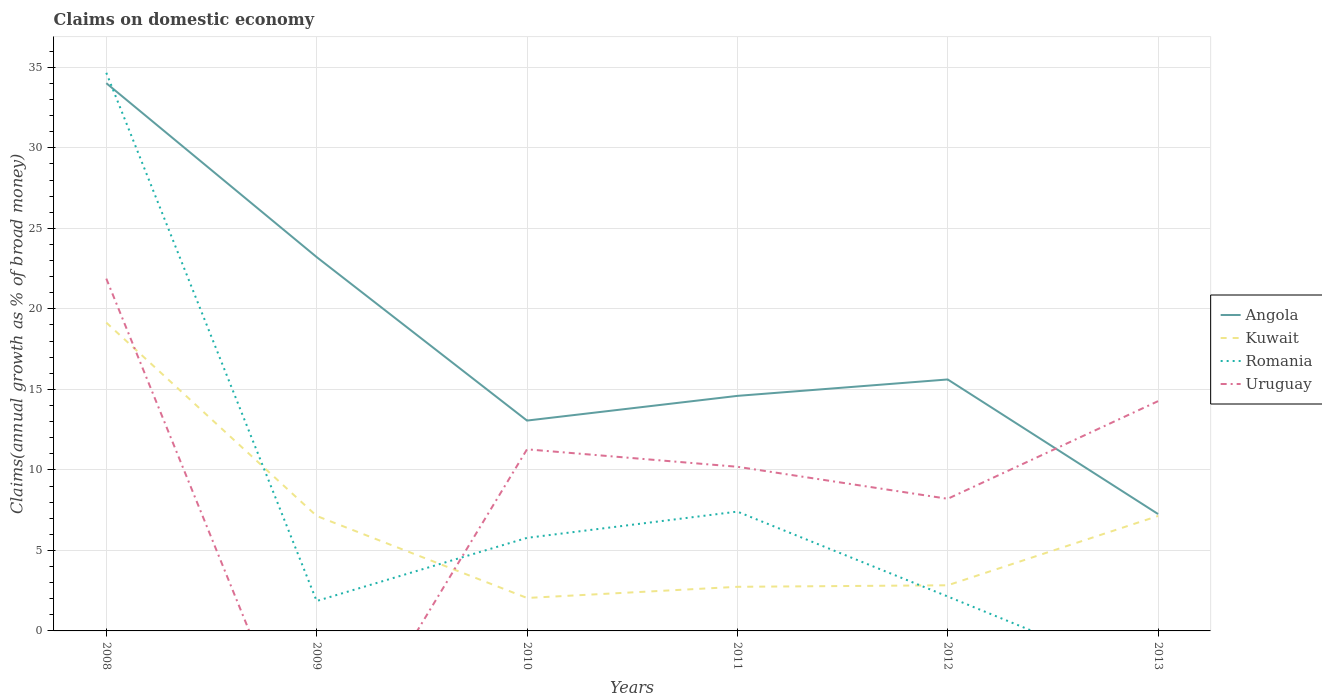 Claims on domestic economy
Claims(annual growth as % of broad money)
35
30
25
20
15
10
5
0
2008
2009
2010
2011
2012
2013
Years
Angola
Kuwait
Romania
Uruguay